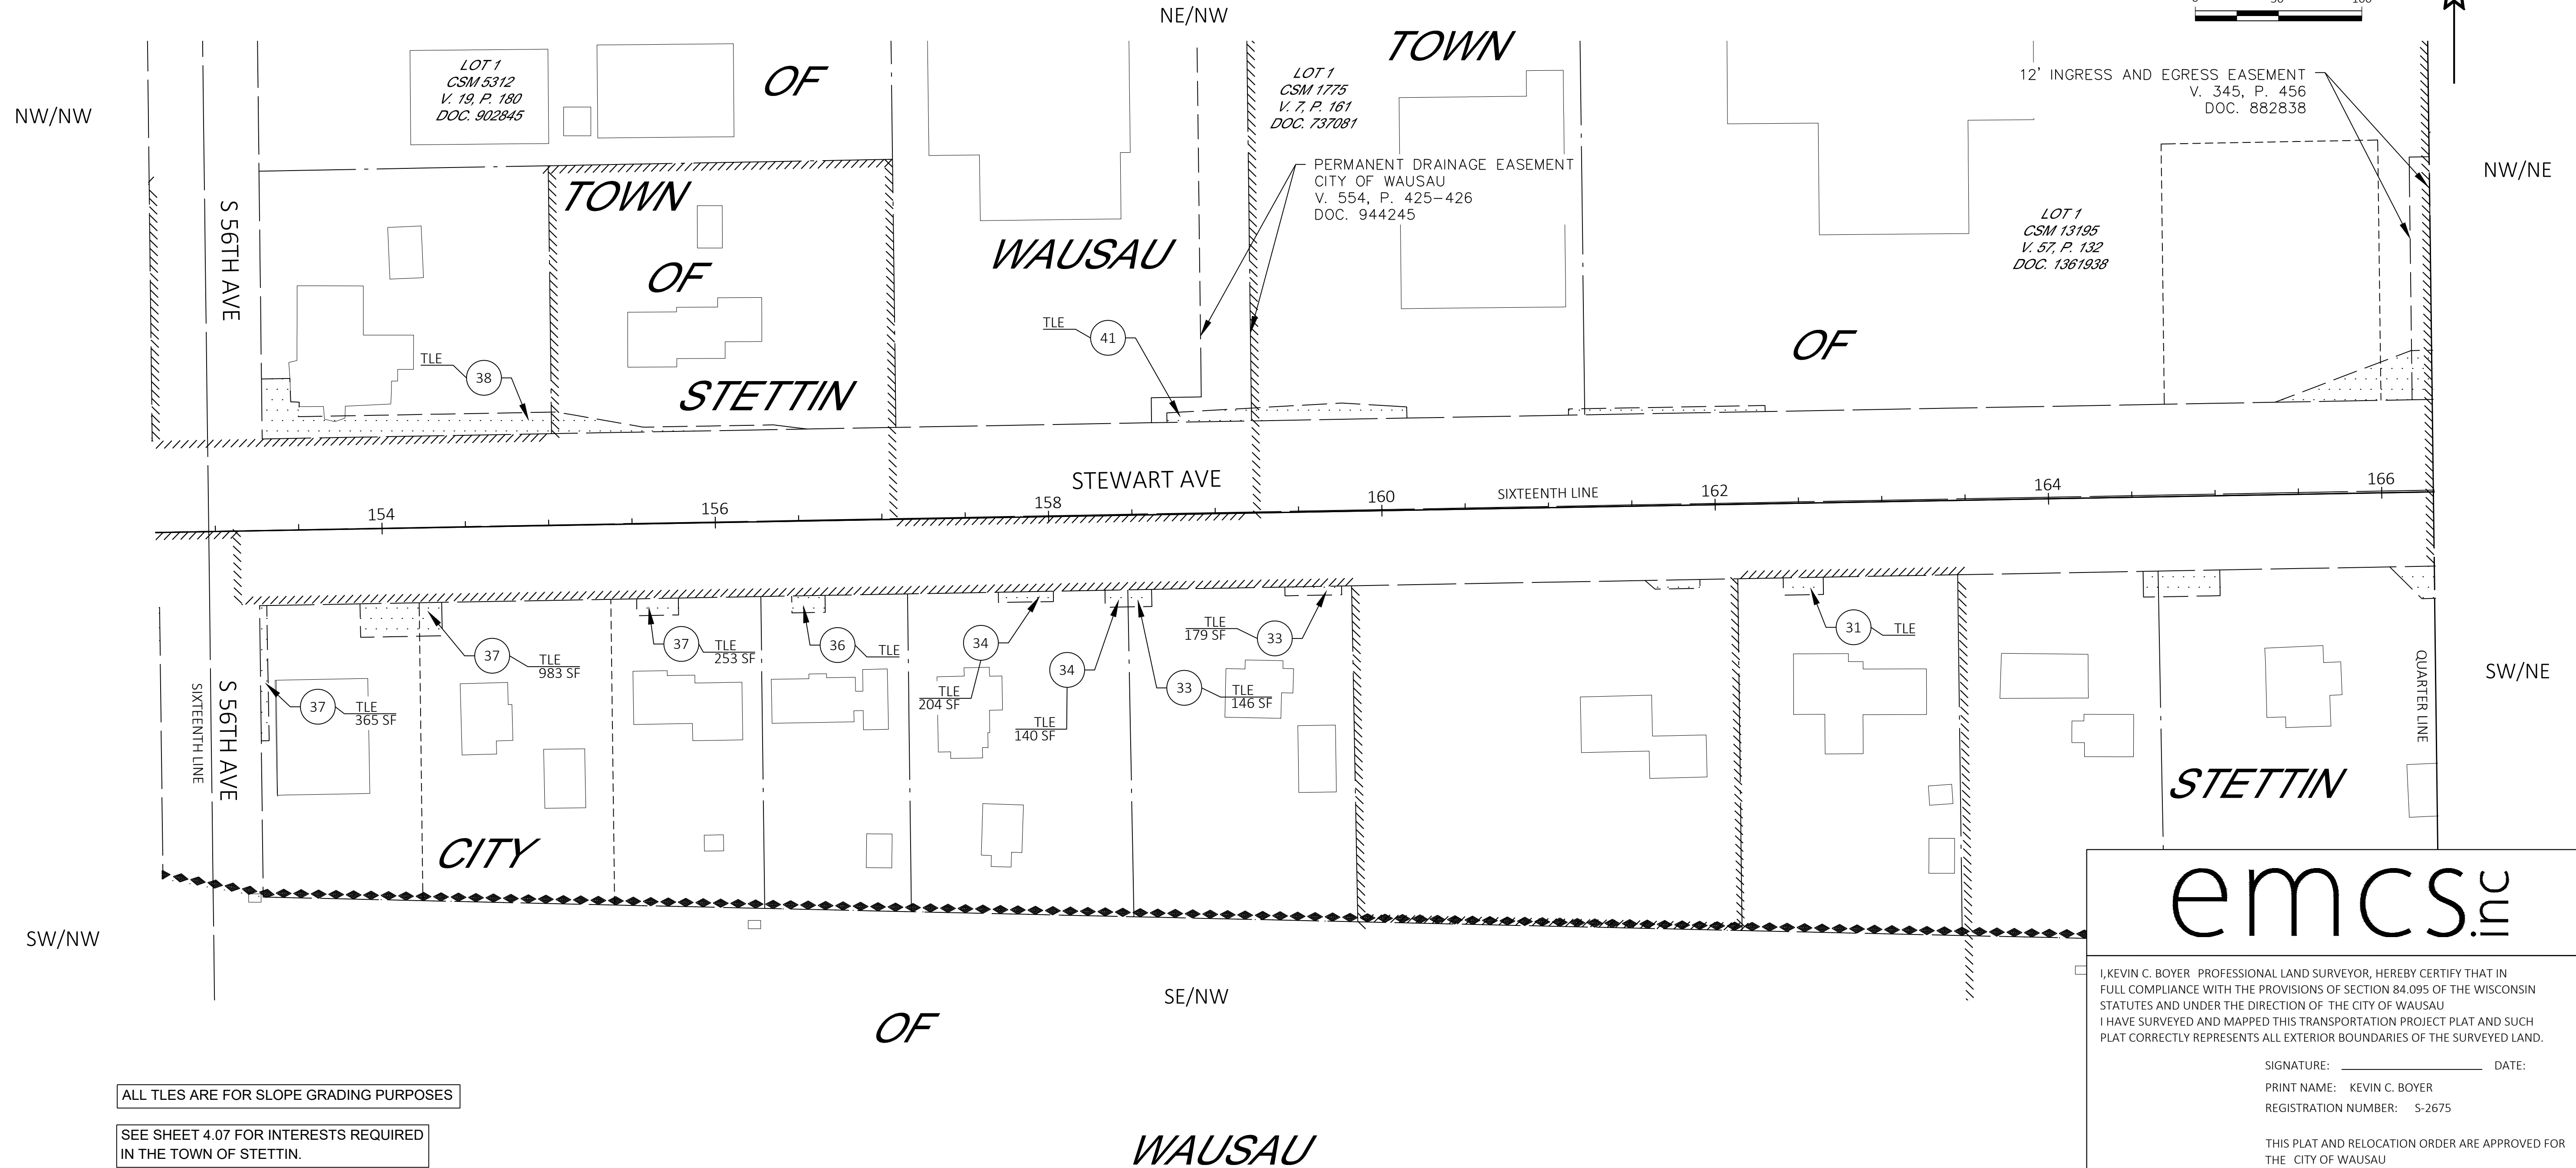 NE/NW
0 50 100
NW/NW
LOT 1
CSM 5312
V. 19, P. 180
DOC. 902845
OF
LOT 1
CSM 1775
V. 7, P. 161
DOC. 737081
TOWN
12' INGRESS AND EGRESS EASEMENT
V. 345, P. 456
DOC. 882838
NW/NE
S 56TH AVE
TOWN
OF
STETTIN
WAUSAU
PERMANENT DRAINAGE EASEMENT
CITY OF WAUSAU
V. 554, P. 425-426
DOC. 944245
LOT 1
CSM 13195
V. 57, P. 132
DOC. 1361938
OF
TLE
38
TLE
41
STEWART AVE
SIXTEENTH LINE
154
156
158
160
162
164
166
37
TLE
365 SF
37
TLE
983 SF
37
TLE
253 SF
36
TLE
34
TLE
204 SF
34
TLE
140 SF
33
TLE
146 SF
TLE
179 SF
33
31
TLE
SIXTEENTH LINE
S 56TH AVE
QUARTER LINE
SW/NE
CITY
STETTIN
SW/NW
SE/NW
OF
WAUSAU
ALL TLES ARE FOR SLOPE GRADING PURPOSES
SEE SHEET 4.07 FOR INTERESTS REQUIRED
IN THE TOWN OF STETTIN.
emcs.inc
I,KEVIN C. BOYER PROFESSIONAL LAND SURVEYOR, HEREBY CERTIFY THAT IN
FULL COMPLIANCE WITH THE PROVISIONS OF SECTION 84.095 OF THE WISCONSIN
STATUTES AND UNDER THE DIRECTION OF THE CITY OF WAUSAU
I HAVE SURVEYED AND MAPPED THIS TRANSPORTATION PROJECT PLAT AND SUCH
PLAT CORRECTLY REPRESENTS ALL EXTERIOR BOUNDARIES OF THE SURVEYED LAND.
SIGNATURE: DATE:
PRINT NAME: KEVIN C. BOYER
REGISTRATION NUMBER: S-2675
THIS PLAT AND RELOCATION ORDER ARE APPROVED FOR
THE CITY OF WAUSAU